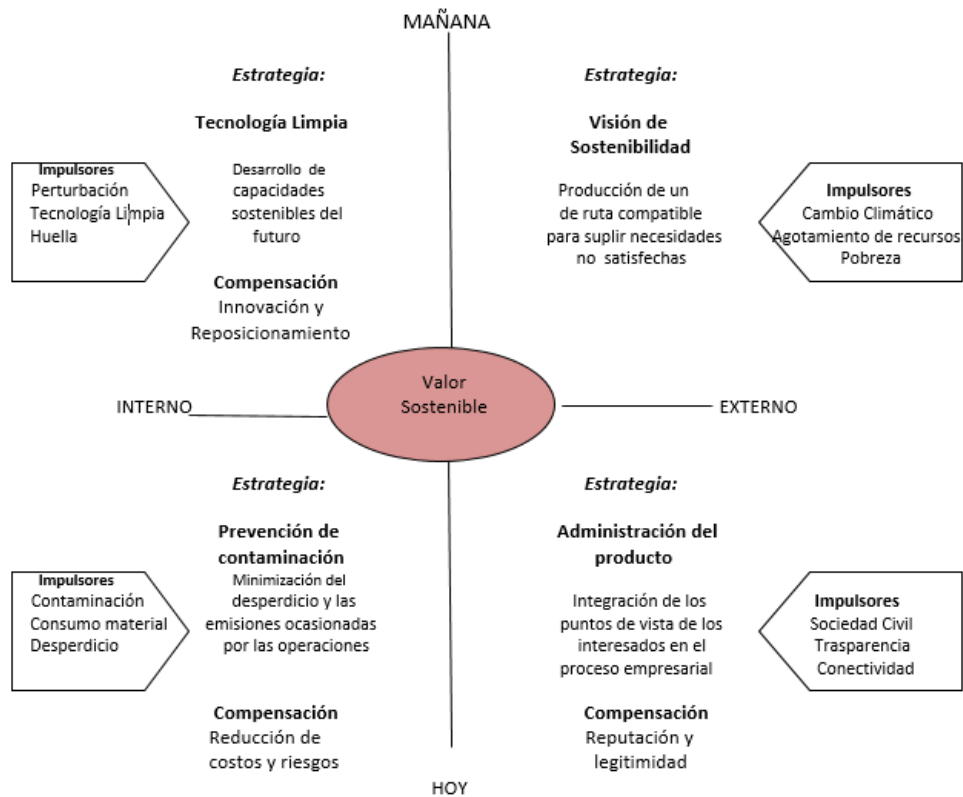 MAÑANA
Estrategia:
Tecnología Limpia
Desarrollo de
capacidades
sostenibles del
futuro
Compensación
Innovación y
Reposicionamiento
Impulsores
Perturbación
Tecnología Limpia
Huella
Estrategia:
Visión de
Sostenibilidad
Producción de un
de ruta compatible
para suplir necesidades
no satisfechas
Impulsores
Cambio Climático
Agotamiento de recursos
Pobreza
INTERNO
Valor
Sostenible
EXTERNO
Estrategia:
Prevención de
contaminación
Minimización del
desperdicio y las
emisiones ocasionadas
por las operaciones
Compensación
Reducción de
costos y riesgos
Impulsores
Contaminación
Consumo material
Desperdicio
Estrategia:
Administración del
producto
Integración de los
puntos de vista de los
interesados en el
proceso empresarial
Compensación
Reputación y
legitimidad
Impulsores
Sociedad Civil
Trasparencia
Conectividad
HOY